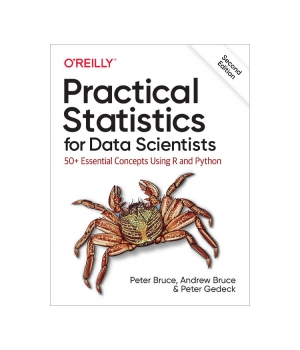 O'REILLY®
Second
Edition
Practical
Statistics
for Data Scientists
50+ Essential Concepts Using R and Python
Peter Bruce, Andrew Bruce
& Peter Gedeck